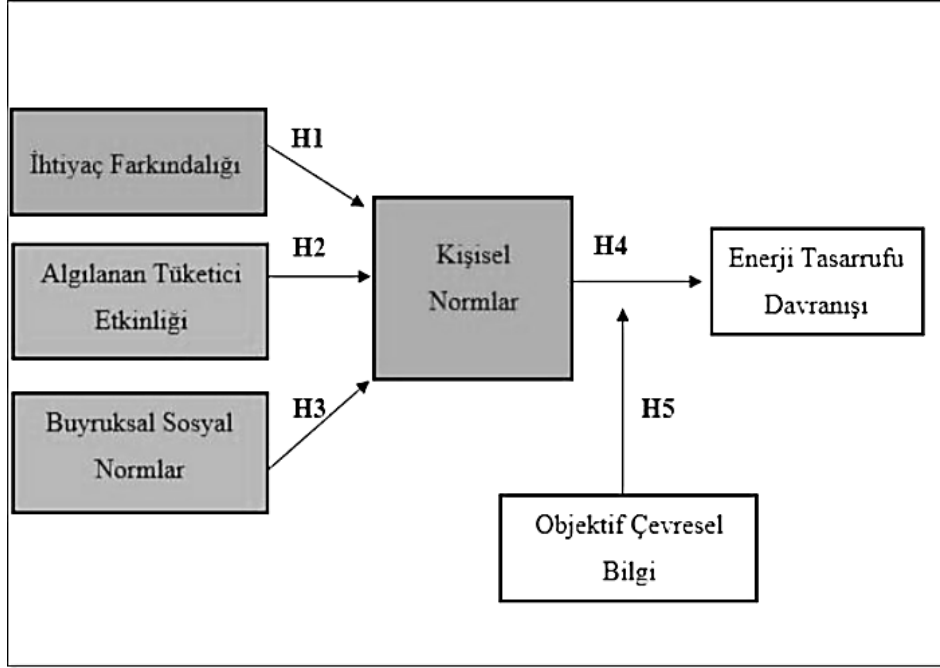 İhtiyaç Farkındalığı
H1
Algılanan Tüketici
Etkinliği
H2
Buyruksal Sosyal
Normlar
H3
Kişisel
Normlar
H4
Enerji Tasarrufu
Davranışı
H5
Objektif Çevresel
Bilgi